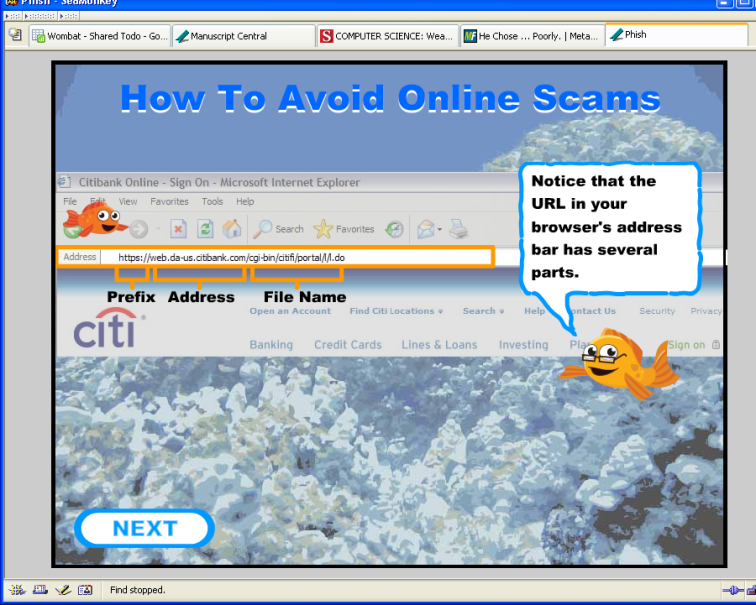 Phish - SeaMonkey
Wombat - Shared Todo - Go... Manuscript Central COMPUTER SCIENCE: Wea... He Chose ... Poorly. | Meta... Phish
How To Avoid Online Scams
Citibank Online - Sign On - Microsoft Internet Explorer
File Edit View Favorites Tools Help
Search Favorites
Address https://web.da-us.citibank.com/cgi-bin/citifi/portal/l/l.do
Prefix Address File Name
Notice that the
URL in your
browser's address
bar has several
parts.
Open an Account Find Citi Locations Search Help Contact Us Security Privacy
citi
Banking Credit Cards Lines & Loans Investing Sign on
NEXT
Find stopped.